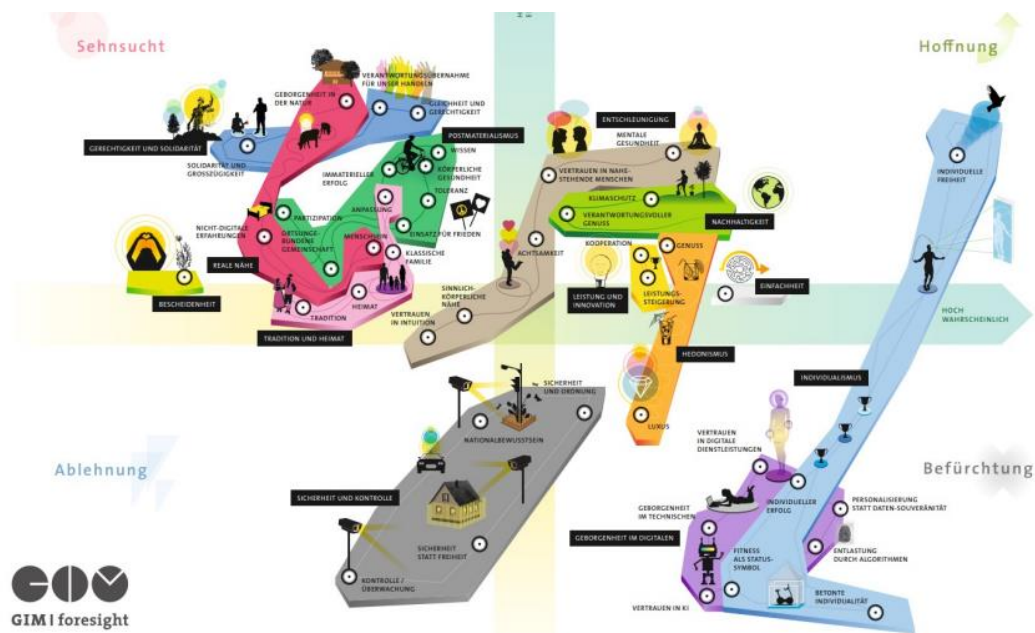 Sehnsucht
Hoffnung
VERANTWORTUNGSÜBERNAHME
FÜR UNSER HANDELN
GEBORGENHEIT IN
DER NATUR
GLEICHHEIT UND
GERECHTIGKEIT
GERECHTIGKEIT UND SOLIDARITÄT
SOLIDARITÄT UND
GROSSZÜGIGKEIT
POSTMATERIALISMUS
WISSEN
IMMATERIELLER
ERFOLG
KÖRPERLICHE
GESUNDHEIT
TOLERANZ
ANPASSUNG
PARTIZIPATION
EINSATZ FÜR FRIEDEN
NICHT-DIGITALE
ERFAHRUNGEN
ORTSUNGE-
BUNDENE
GEMEINSCHAFT
MENSCH SEIN
KLASSISCHE
FAMILIE
REALE NÄHE
BESCHEIDENHEIT
HEIMAT
TRADITION
TRADITION UND HEIMAT
ENTSCHLEUNIGUNG
MENTALE
GESUNDHEIT
VERTRAUEN IN NAHE-
STEHENDE MENSCHEN
KLIMASCHUTZ
VERANTWORTUNGSVOLLER
GENUSS
NACHHALTIGKEIT
ACHTSAMKEIT
KOOPERATION
GENUSS
SINNLICH-
KÖRPERLICHE
NÄHE
LEISTUNG UND
INNOVATION
LEISTUNGS-
STEIGERUNG
EINFACHHEIT
VERTRAUEN
IN INTUITION
HEDONISMUS
LUXUS
INDIVIDUELLE
FREIHEIT
HOCH
WAHRSCHEINLICH
INDIVIDUALISMUS
Ablehnung
Befürchtung
SICHERHEIT
UND ORDNUNG
NATIONALBEWUSSTSEIN
SICHERHEIT UND KONTROLLE
SICHERHEIT
STATT FREIHEIT
KONTROLLE /
ÜBERWACHUNG
VERTRAUEN
IN DIGITALE
DIENSTLEISTUNGEN
GEBORGENHEIT
IM TECHNISCHEN
INDIVIDUELLER
ERFOLG
PERSONALISIERUNG
STATT DATEN-SOUVERÄNITÄT
GEBORGENHEIT IM DIGITALEN
FITNESS
ALS STATUS-
SYMBOL
ENTLASTUNG
DURCH ALGORITHMEN
VERTRAUEN IN KI
BETONTE
INDIVIDUALITÄT
GIM
GIM | foresight